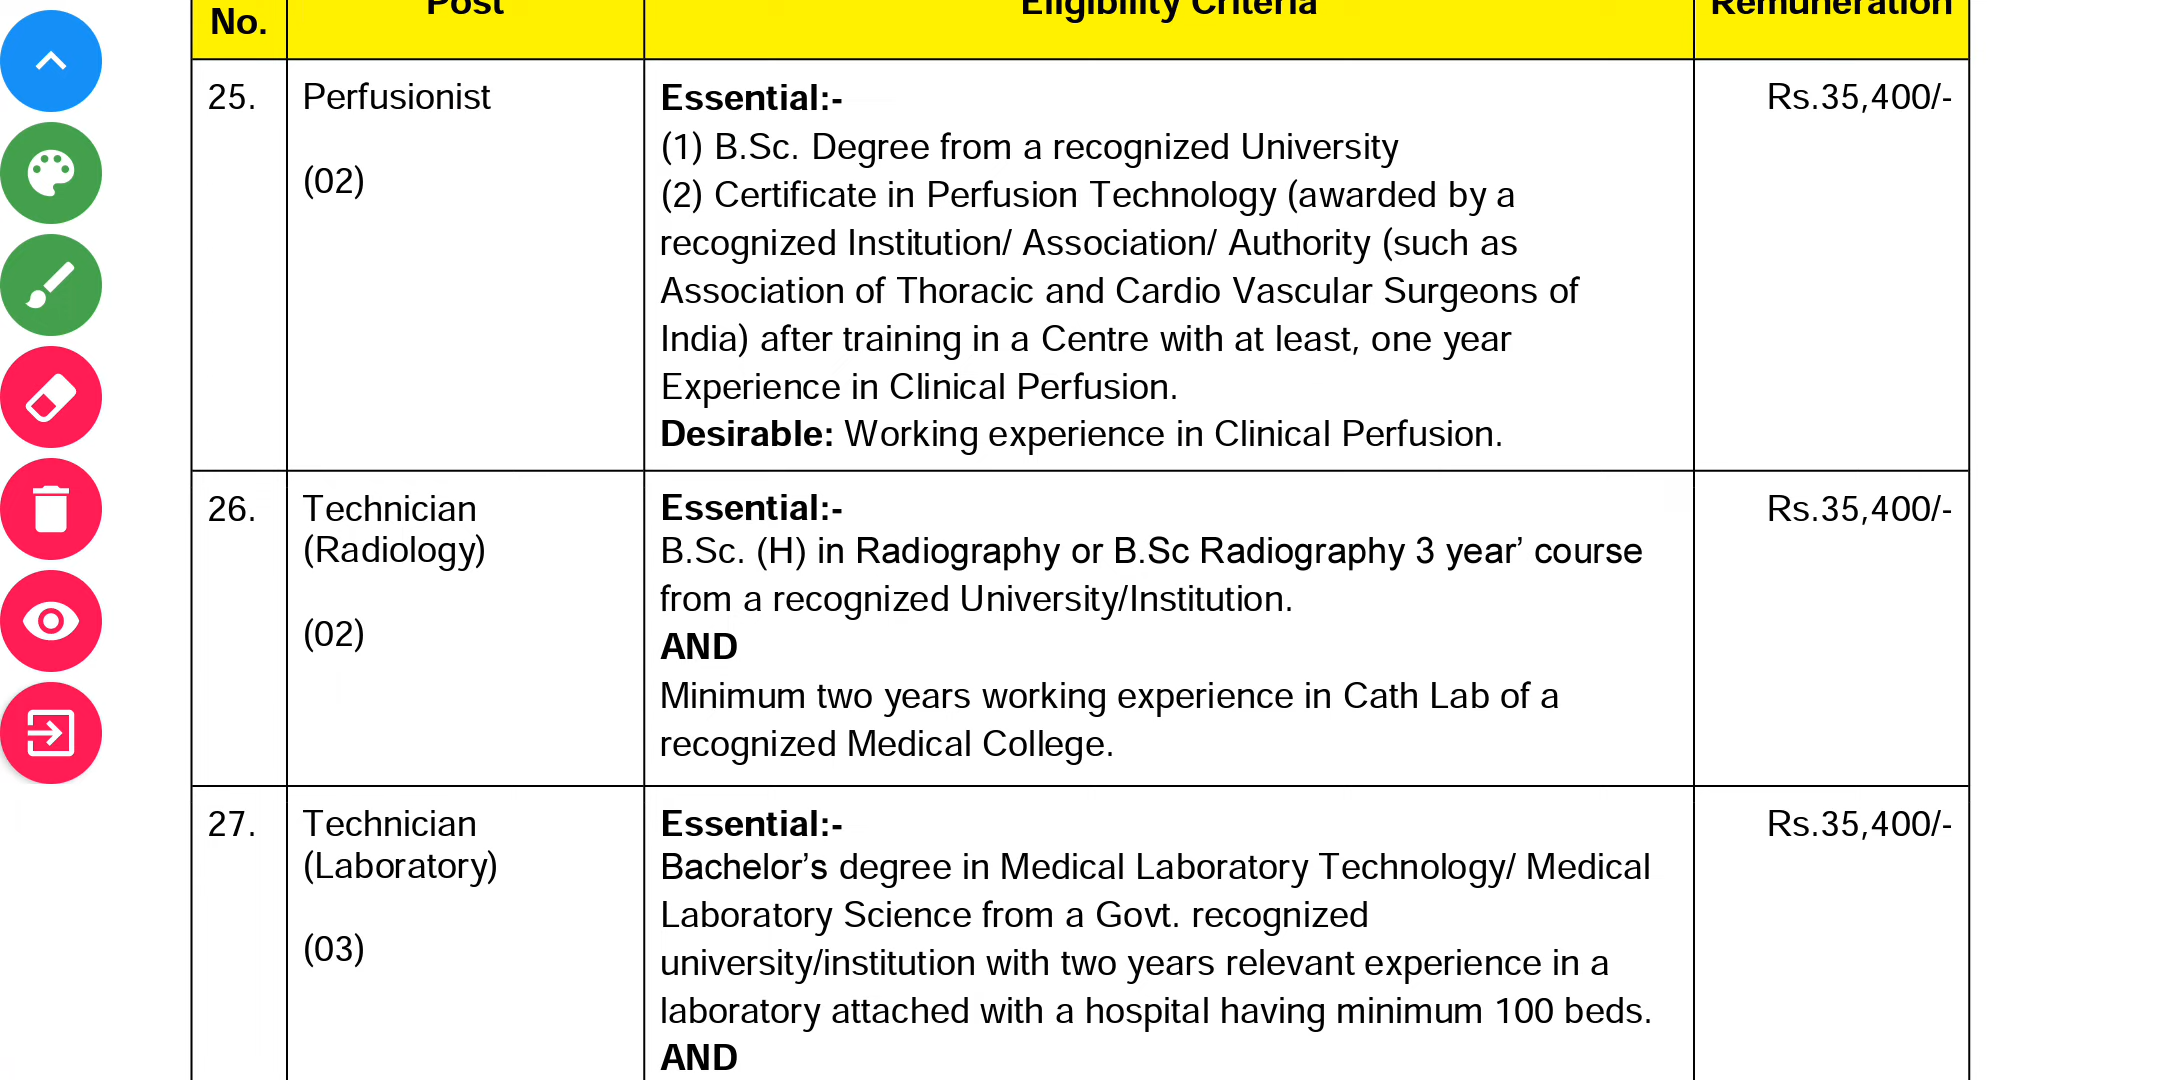 No.
Post
Eligibility Criteria
Remuneration
25.
Perfusionist
(02)
Essential:-
(1) B.Sc. Degree from a recognized University
(2) Certificate in Perfusion Technology (awarded by a
recognized Institution/ Association/ Authority (such as
Association of Thoracic and Cardio Vascular Surgeons of
India) after training in a Centre with at least, one year
Experience in Clinical Perfusion.
Desirable: Working experience in Clinical Perfusion.
Rs.35,400/-
26.
Technician
(Radiology)
(02)
Essential:-
B.Sc. (H) in Radiography or B.Sc Radiography 3 year’ course
from a recognized University/Institution.
AND
Minimum two years working experience in Cath Lab of a
recognized Medical College.
Rs.35,400/-
27.
Technician
(Laboratory)
(03)
Essential:-
Bachelor’s degree in Medical Laboratory Technology/ Medical
Laboratory Science from a Govt. recognized
university/institution with two years relevant experience in a
laboratory attached with a hospital having minimum 100 beds.
AND
Rs.35,400/-